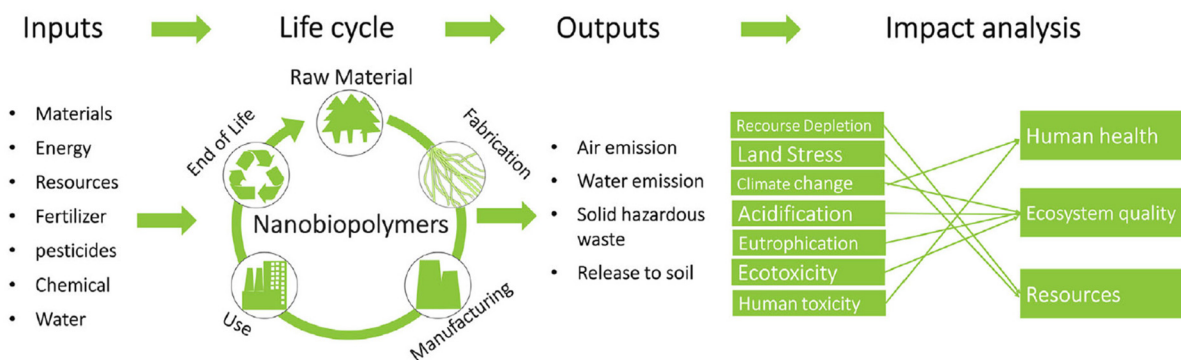 Inputs
Life cycle
Outputs
Impact analysis
• Materials
• Energy
• Resources
• Fertilizer
• pesticides
• Chemical
• Water
Raw Material
Fabrication
Manufacturing
Use
End of Life
Nanobiopolymers
• Air emission
• Water emission
• Solid hazardous
waste
• Release to soil
Recourse Depletion
Land Stress
Climate change
Acidification
Eutrophication
Ecotoxicity
Human toxicity
Human health
Ecosystem quality
Resources